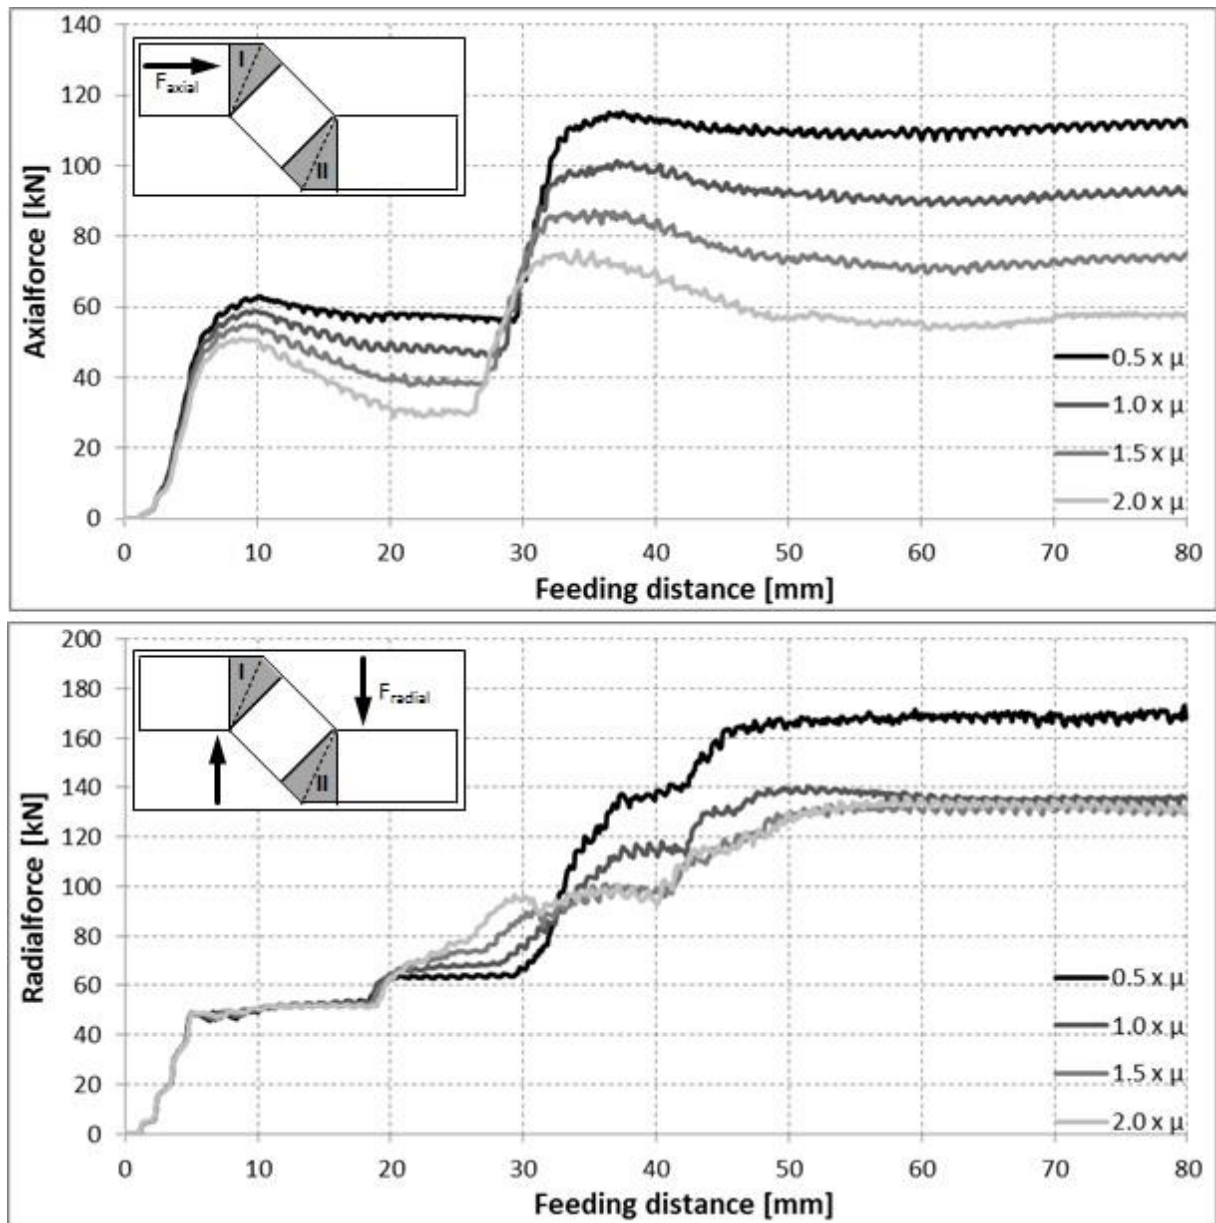 140
120
100
80
60
40
20
0
Axialforce [kN]
I
F axial
II
0.5 x µ
1.0 x µ
1.5 x µ
2.0 x µ
0 10 20 30 40 50 60 70 80
Feeding distance [mm]
200
180
160
140
120
100
80
60
40
20
0
Radialforce [kN]
I
F radial
II
0.5 x µ
1.0 x µ
1.5 x µ
2.0 x µ
0 10 20 30 40 50 60 70 80
Feeding distance [mm]